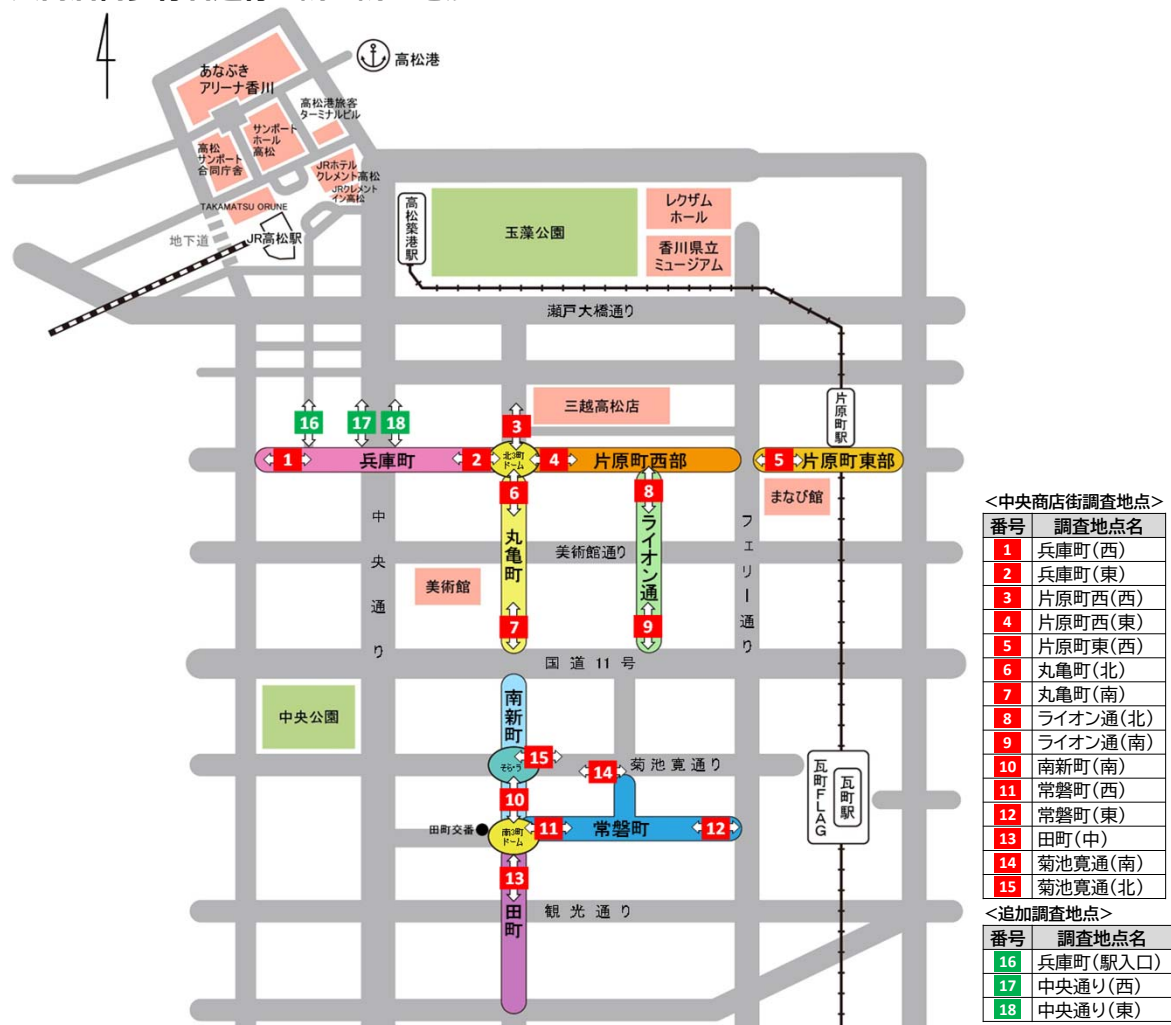 高松港
あなぶき
アリーナ香川
高松港旅客
ターミナルビル
サンポート
ホール
高松
高松
サンポート
合同庁舎
JRホテル
クレメント高松
JRクレメント
イン高松
TAKAMATSU ORUNE
地下道
JR高松駅
高松築港駅
玉藻公園
レクザム
ホール
香川県立
ミュージアム
瀬戸大橋通り
三越高松店
片原町駅
16
17
18
3
1
兵庫町
2
北3町
ドーム
4
片原町西部
5
片原町東部
まなび館
6
8
中央通り
丸亀町
美術館通り
ライオン通
フェリー通り
美術館
7
9
国道11号
中央公園
南新町
そら・う
15
14
菊池寛通り
瓦町FLAG
瓦町駅
10
田町交番
南3町
ドーム
11
常磐町
12
13
田町
観光通り
<中央商店街調査地点>
番号 調査地点名
1 兵庫町(西)
2 兵庫町(東)
3 片原町西(西)
4 片原町西(東)
5 片原町東(西)
6 丸亀町(北)
7 丸亀町(南)
8 ライオン通(北)
9 ライオン通(南)
10 南新町(南)
11 常磐町(西)
12 常磐町(東)
13 田町(中)
14 菊池寛通(南)
15 菊池寛通(北)
<追加調査地点>
番号 調査地点名
16 兵庫町(駅入口)
17 中央通り(西)
18 中央通り(東)